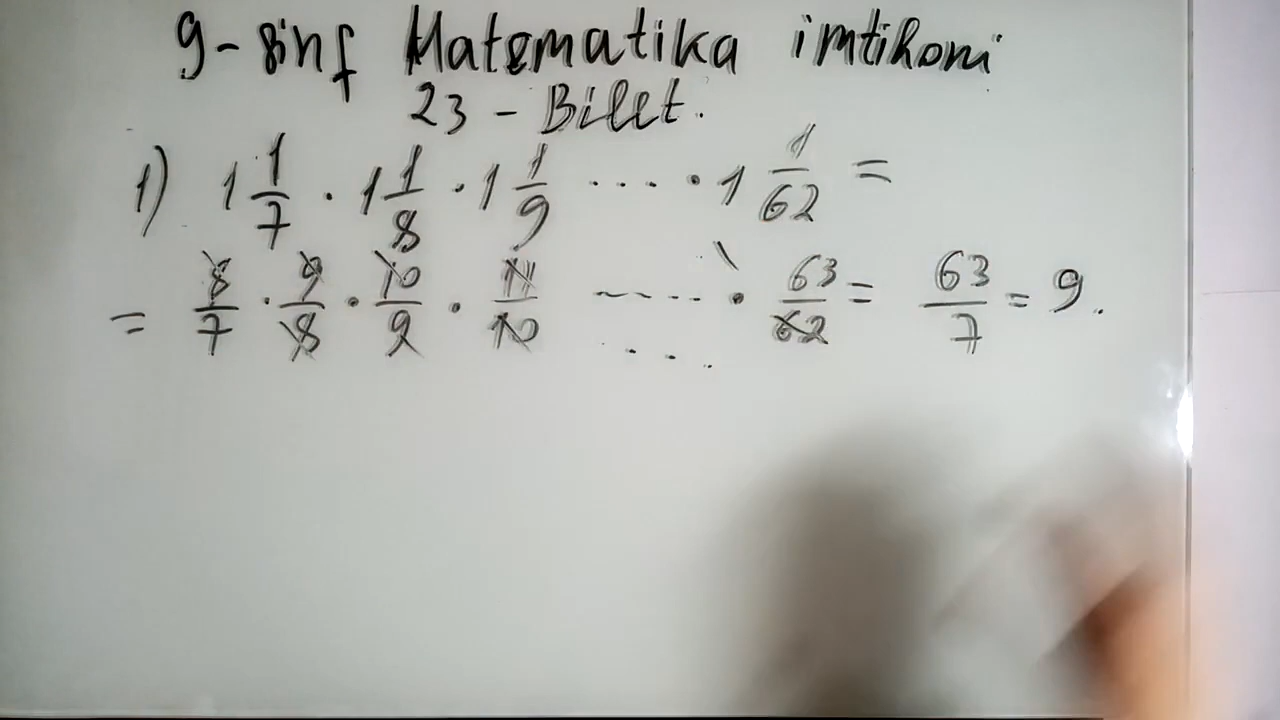 9-sinf Matematika imtihoni
23 - Bilet.
1) 1 1/7 · 1 1/8 · 1 1/9 ···· · 1 1/62 =
= 8/7 · 9/8 · 10/9 · 11/10 ---... · 63/62 = 63/7 = 9.